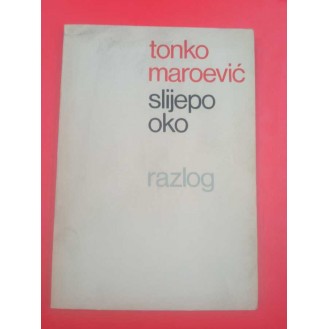 tonko
maroević
slijepo
oko
razlog